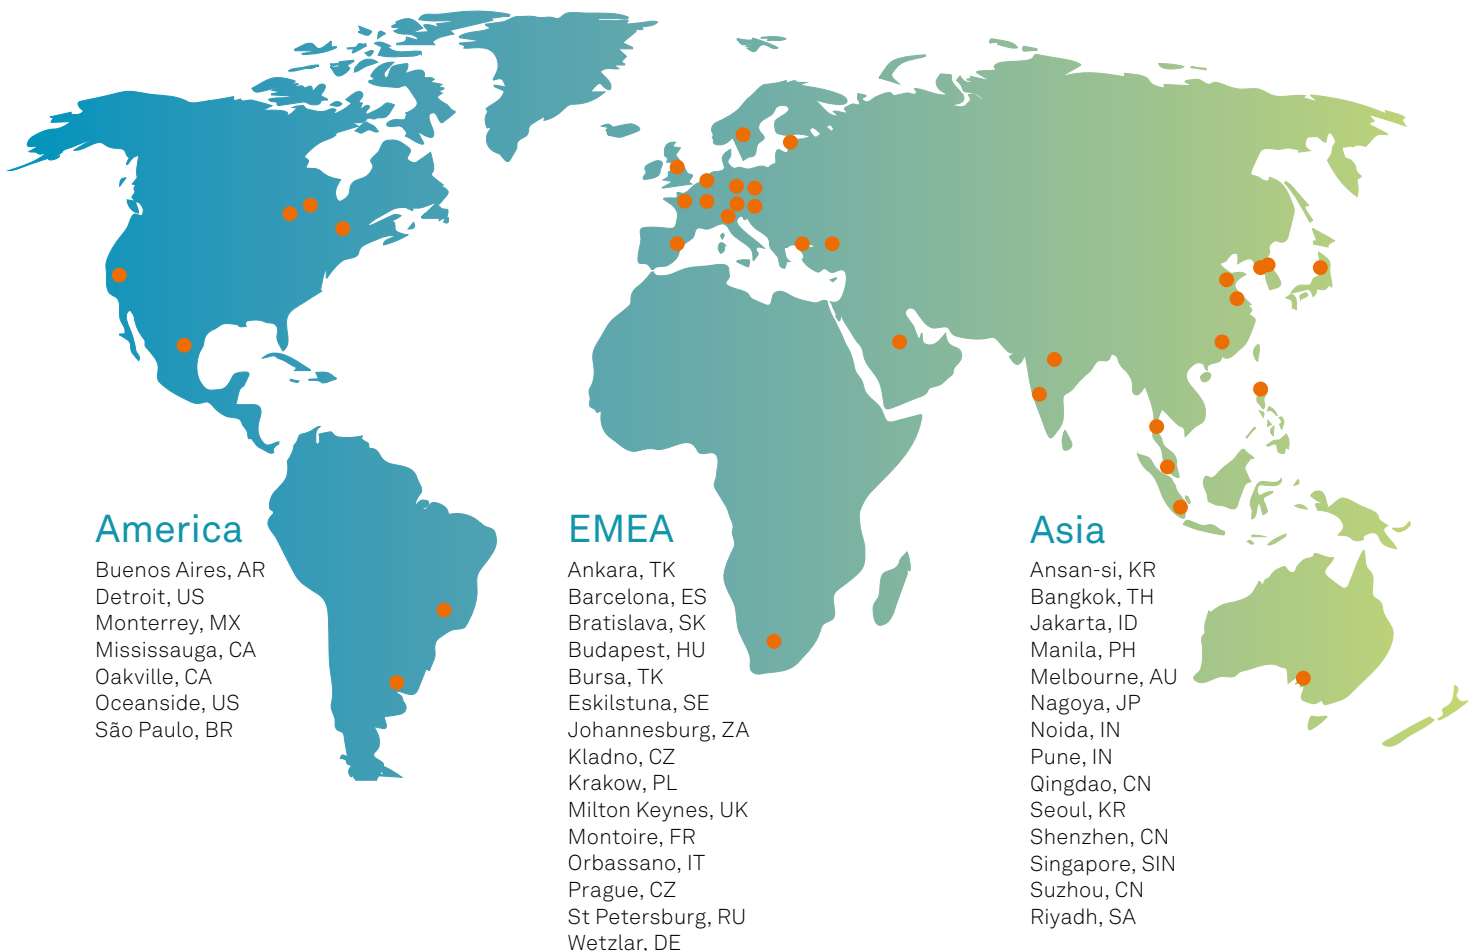 America
Buenos Aires, AR
Detroit, US
Monterrey, MX
Mississauga, CA
Oakville, CA
Oceanside, US
São Paulo, BR
EMEA
Ankara, TK
Barcelona, ES
Bratislava, SK
Budapest, HU
Bursa, TK
Eskilstuna, SE
Johannesburg, ZA
Kladno, CZ
Krakow, PL
Milton Keynes, UK
Montoire, FR
Orbassano, IT
Prague, CZ
St Petersburg, RU
Wetzlar, DE
Asia
Ansan-si, KR
Bangkok, TH
Jakarta, ID
Manila, PH
Melbourne, AU
Nagoya, JP
Noida, IN
Pune, IN
Qingdao, CN
Seoul, KR
Shenzhen, CN
Singapore, SIN
Suzhou, CN
Riyadh, SA